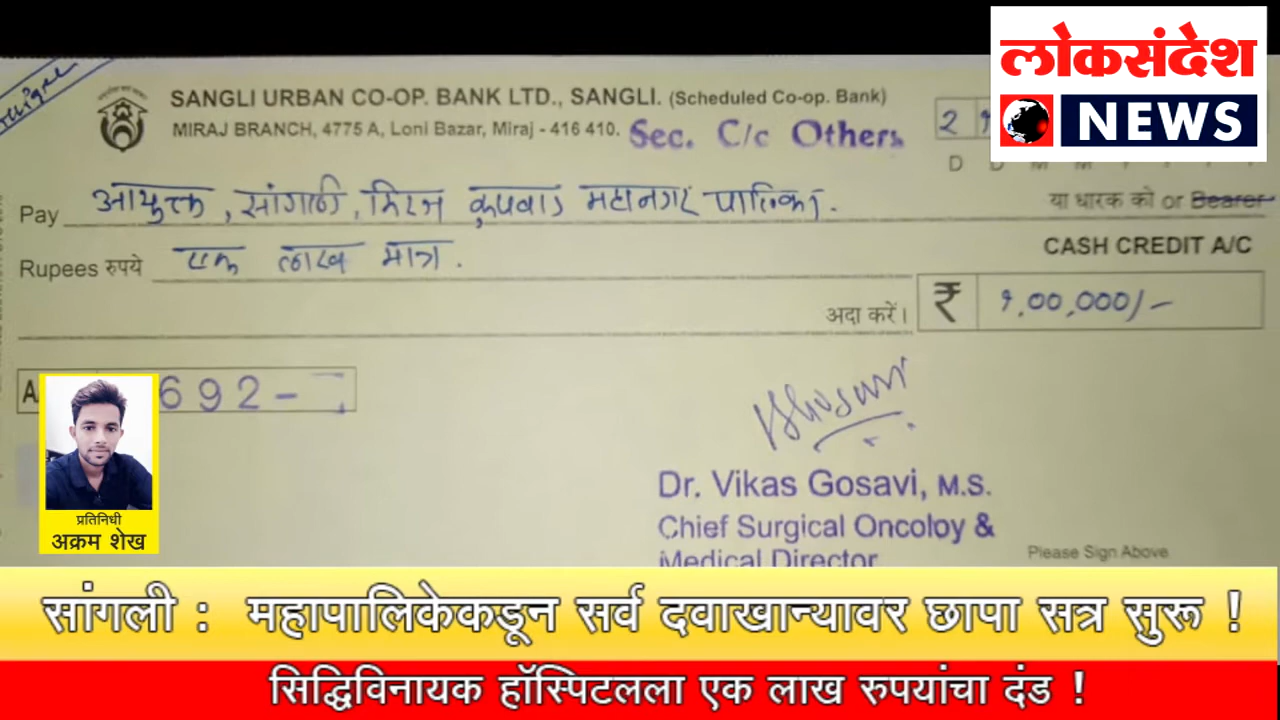 लोकसंदेश
NEWS
SANGLI URBAN CO-OP. BANK LTD., SANGLI. (Scheduled Co-op. Bank)
MIRAJ BRANCH, 4775 A, Loni Bazar, Miraj - 416 410.
Sec. C/c Others
2
D D M M Y Y Y Y
Pay आयुक्त, सांगली, मिरज कुपवाड महानगर पालिका. या धारक को or Bearer
Rupees रुपये एक लाख मात्र.
CASH CREDIT A/C
अदा करें। ₹ १,00,000/-
692-
Dr. Vikas Gosavi, M.S.
Chief Surgical Oncoloy &
Medical Director
Please Sign Above
प्रतिनिधी
अक्रम शेख
सांगली : महापालिकेकडून सर्व दवाखान्यावर छापा सत्र सुरू !
सिद्धिविनायक हॉस्पिटलला एक लाख रुपयांचा दंड !